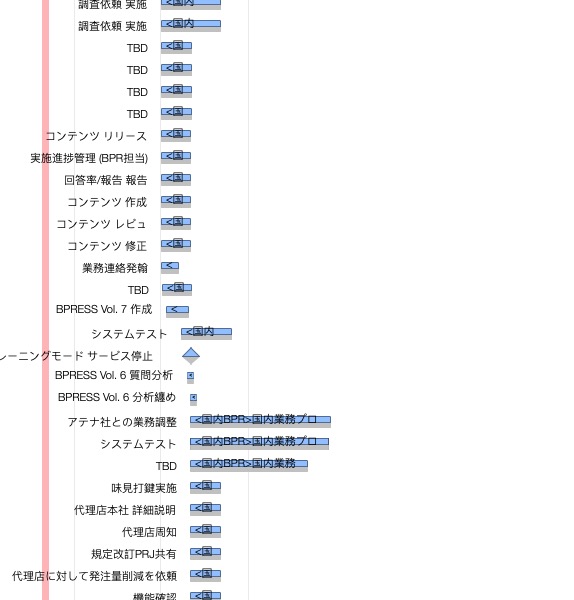 調査依頼 実施 <国内
調査依頼 実施 <国内
TBD <国
TBD <国
TBD <国
TBD <国
コンテンツ リリース <国
実施進捗管理 (BPR担当) <国
回答率/報告 報告 <国
コンテンツ 作成 <国
コンテンツ レビュ <国
コンテンツ 修正 <国
業務連絡発翰 <
TBD <国
BPRESS Vol. 7 作成 <
システムテスト <国内
レーニングモード サービス停止
BPRESS Vol. 6 質問分析 <
BPRESS Vol. 6 分析纏め <
アテナ社との業務調整 <国内BPR>国内業務プロ
システムテスト <国内BPR>国内業務プロ
TBD <国内BPR>国内業務
味見打鍵実施 <国
代理店本社 詳細説明 <国
代理店周知 <国
規定改訂PRJ共有 <国
代理店に対して発注量削減を依頼 <国
機能確認 <国